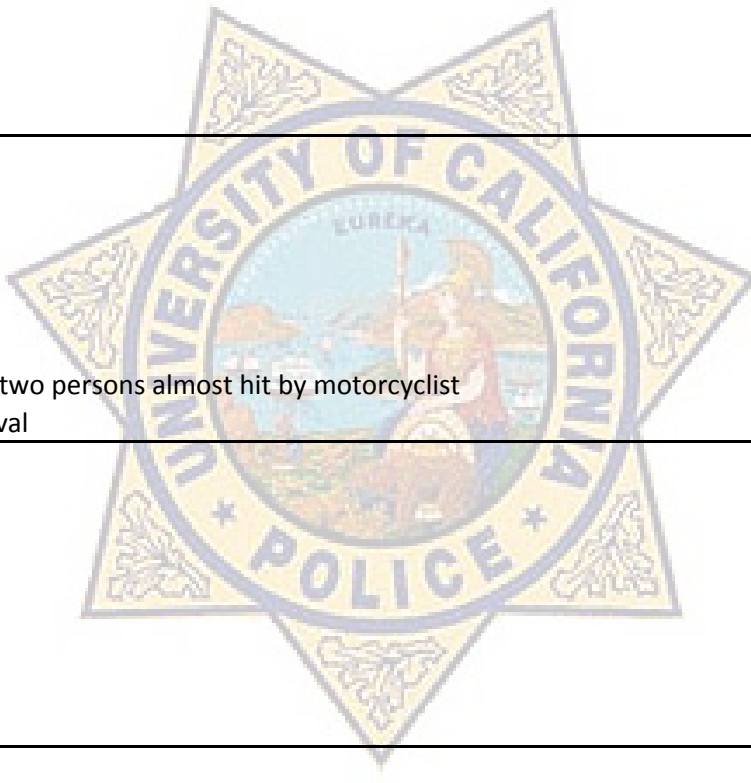 UNIVERSITY OF CALIFORNIA
EUREKA
two persons almost hit by motorcyclist
val
* POLICE *